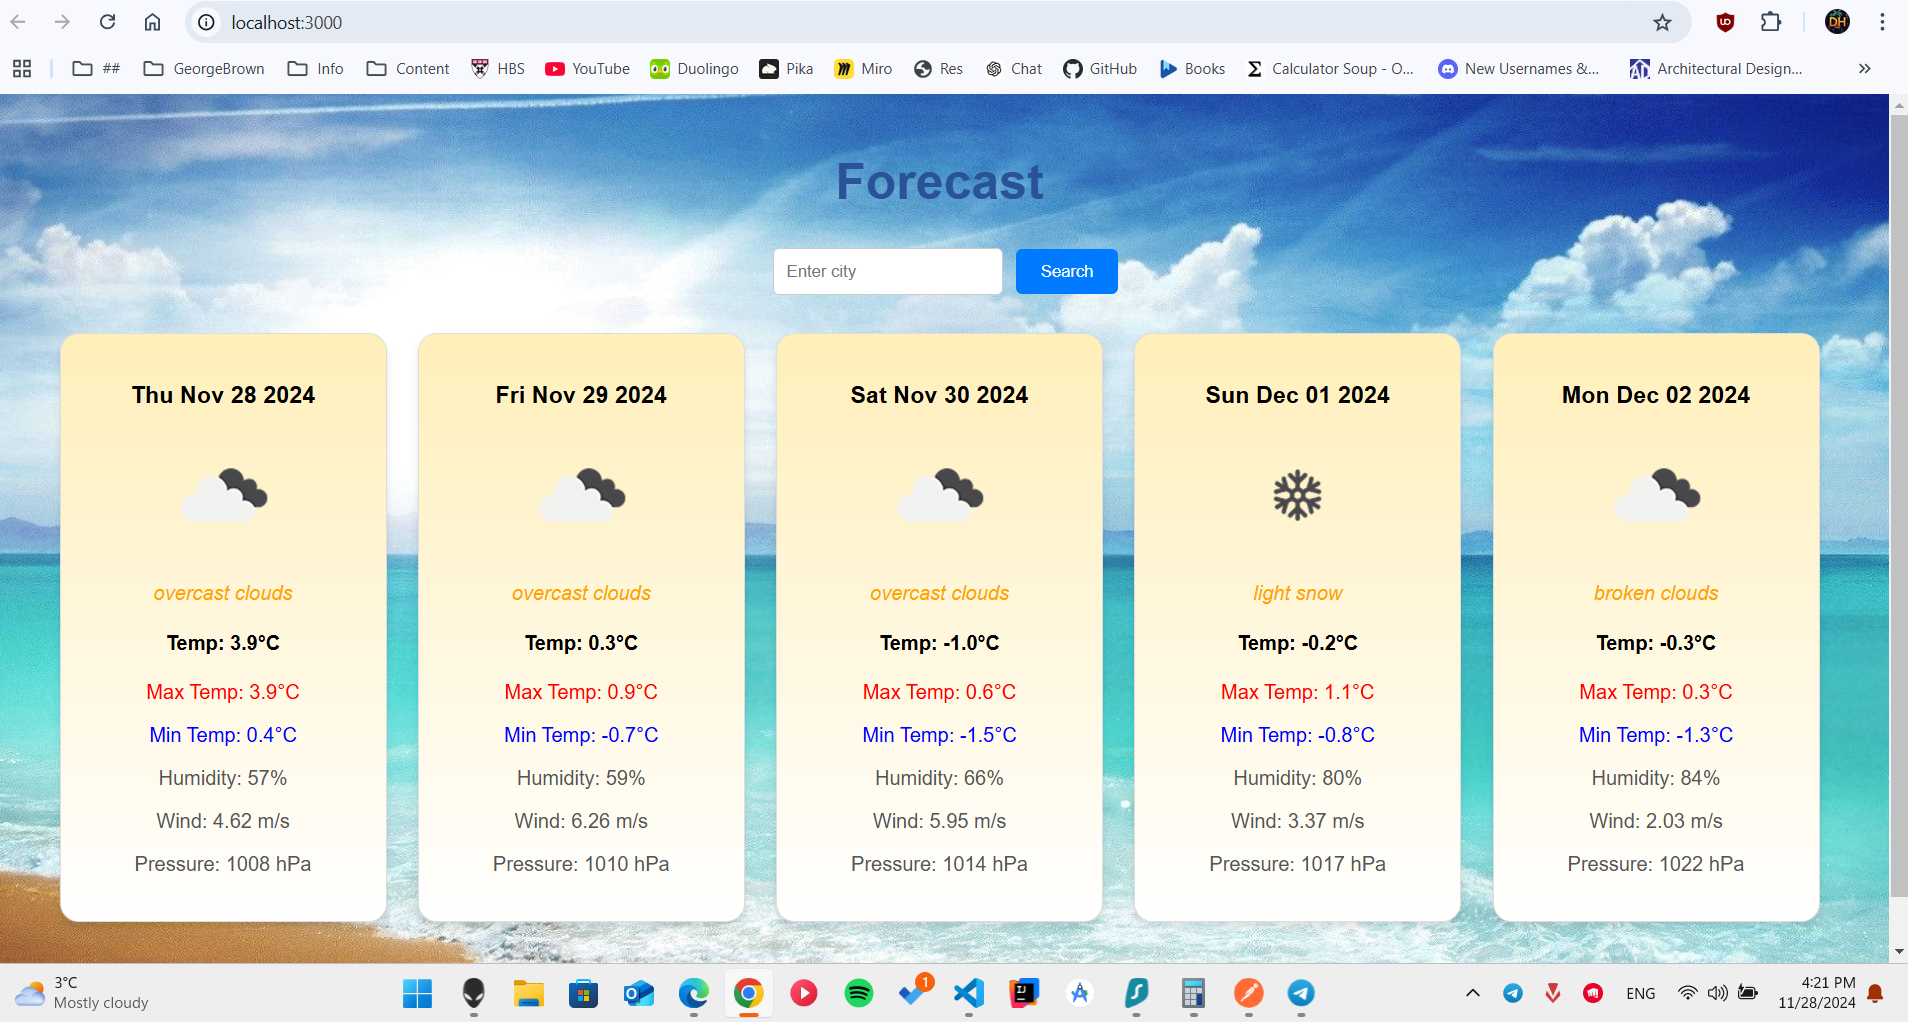 localhost:3000
## GeorgeBrown Info Content HBS YouTube Duolingo Pika Miro Res Chat GitHub Books Calculator Soup - O... New Usernames &... Architectural Design...
Forecast
Enter city Search
Thu Nov 28 2024
overcast clouds
Temp: 3.9°C
Max Temp: 3.9°C
Min Temp: 0.4°C
Humidity: 57%
Wind: 4.62 m/s
Pressure: 1008 hPa
Fri Nov 29 2024
overcast clouds
Temp: 0.3°C
Max Temp: 0.9°C
Min Temp: -0.7°C
Humidity: 59%
Wind: 6.26 m/s
Pressure: 1010 hPa
Sat Nov 30 2024
overcast clouds
Temp: -1.0°C
Max Temp: 0.6°C
Min Temp: -1.5°C
Humidity: 66%
Wind: 5.95 m/s
Pressure: 1014 hPa
Sun Dec 01 2024
light snow
Temp: -0.2°C
Max Temp: 1.1°C
Min Temp: -0.8°C
Humidity: 80%
Wind: 3.37 m/s
Pressure: 1017 hPa
Mon Dec 02 2024
broken clouds
Temp: -0.3°C
Max Temp: 0.3°C
Min Temp: -1.3°C
Humidity: 84%
Wind: 2.03 m/s
Pressure: 1022 hPa
3°C
Mostly cloudy
1
ENG
4:21 PM
11/28/2024